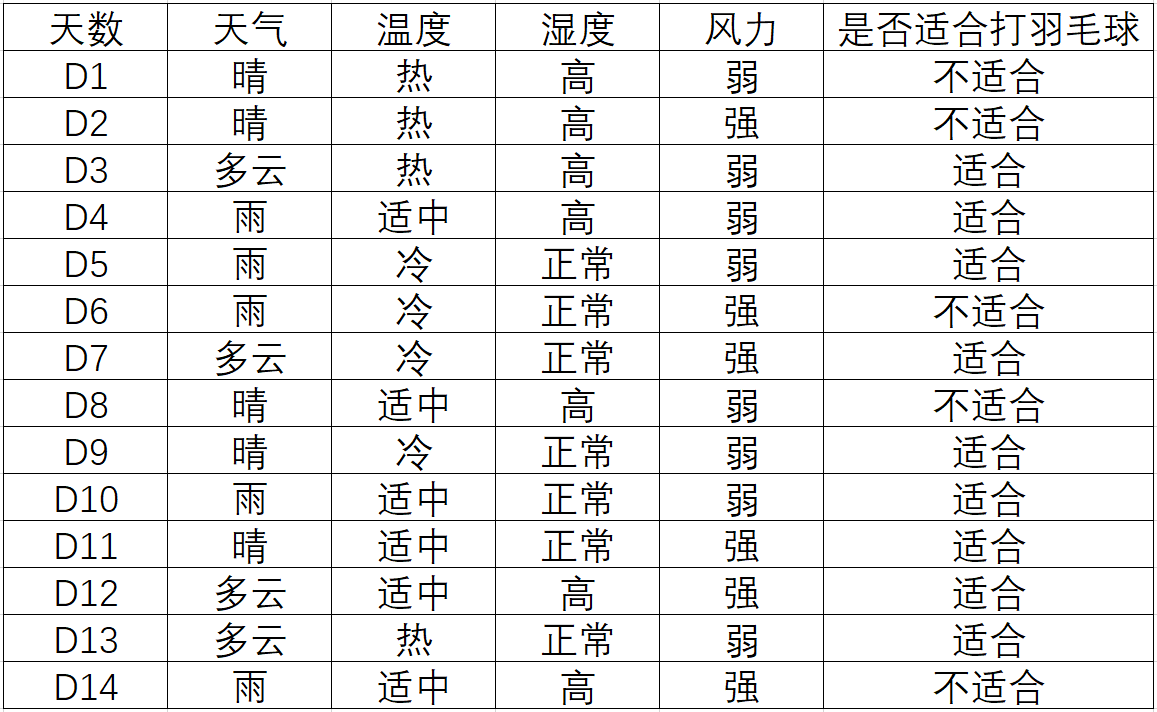 天数 天气 温度 湿度 风力 是否适合打羽毛球
D1 晴 热 高 弱 不适合
D2 晴 热 高 强 不适合
D3 多云 热 高 弱 适合
D4 雨 适中 高 弱 适合
D5 雨 冷 正常 弱 适合
D6 雨 冷 正常 强 不适合
D7 多云 冷 正常 强 适合
D8 晴 适中 高 弱 不适合
D9 晴 冷 正常 弱 适合
D10 雨 适中 正常 弱 适合
D11 晴 适中 正常 强 适合
D12 多云 适中 高 强 适合
D13 多云 热 正常 弱 适合
D14 雨 适中 高 强 不适合